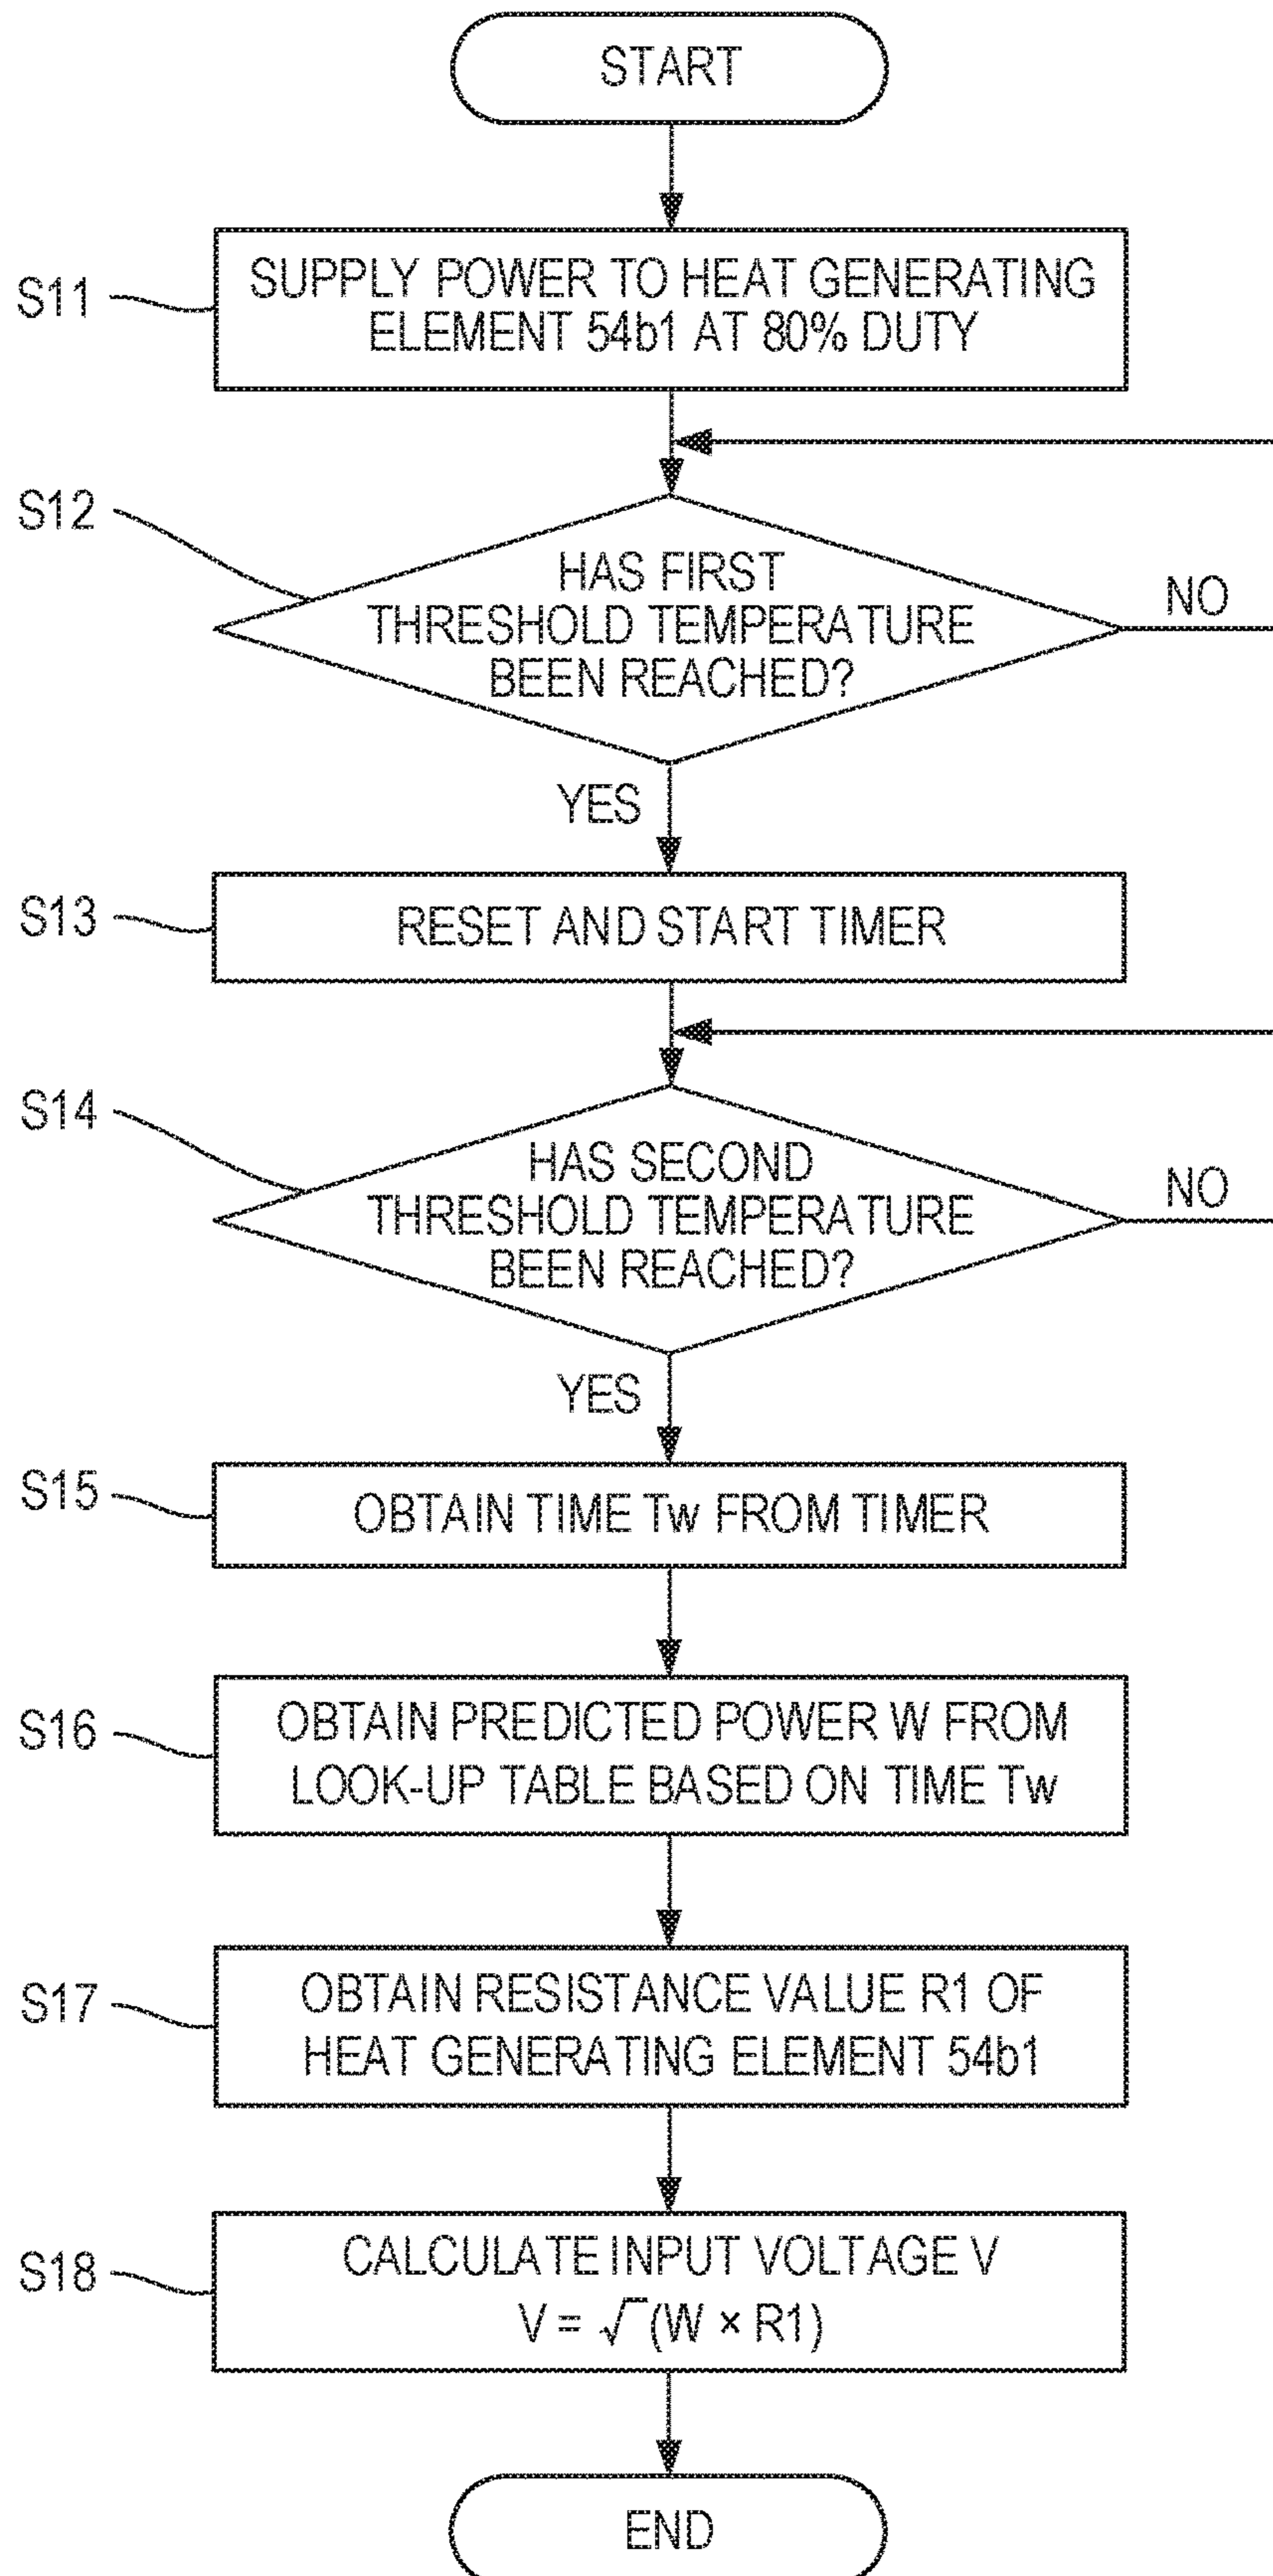 START
S11
SUPPLY POWER TO HEAT GENERATING
ELEMENT 54b1 AT 80% DUTY
S12
HAS FIRST
THRESHOLD TEMPERATURE
BEEN REACHED?
NO
YES
S13
RESET AND START TIMER
S14
HAS SECOND
THRESHOLD TEMPERATURE
BEEN REACHED?
NO
YES
S15
OBTAIN TIME Tw FROM TIMER
S16
OBTAIN PREDICTED POWER W FROM
LOOK-UP TABLE BASED ON TIME Tw
S17
OBTAIN RESISTANCE VALUE R1 OF
HEAT GENERATING ELEMENT 54b1
S18
CALCULATE INPUT VOLTAGE V
V = √(W × R1)
END